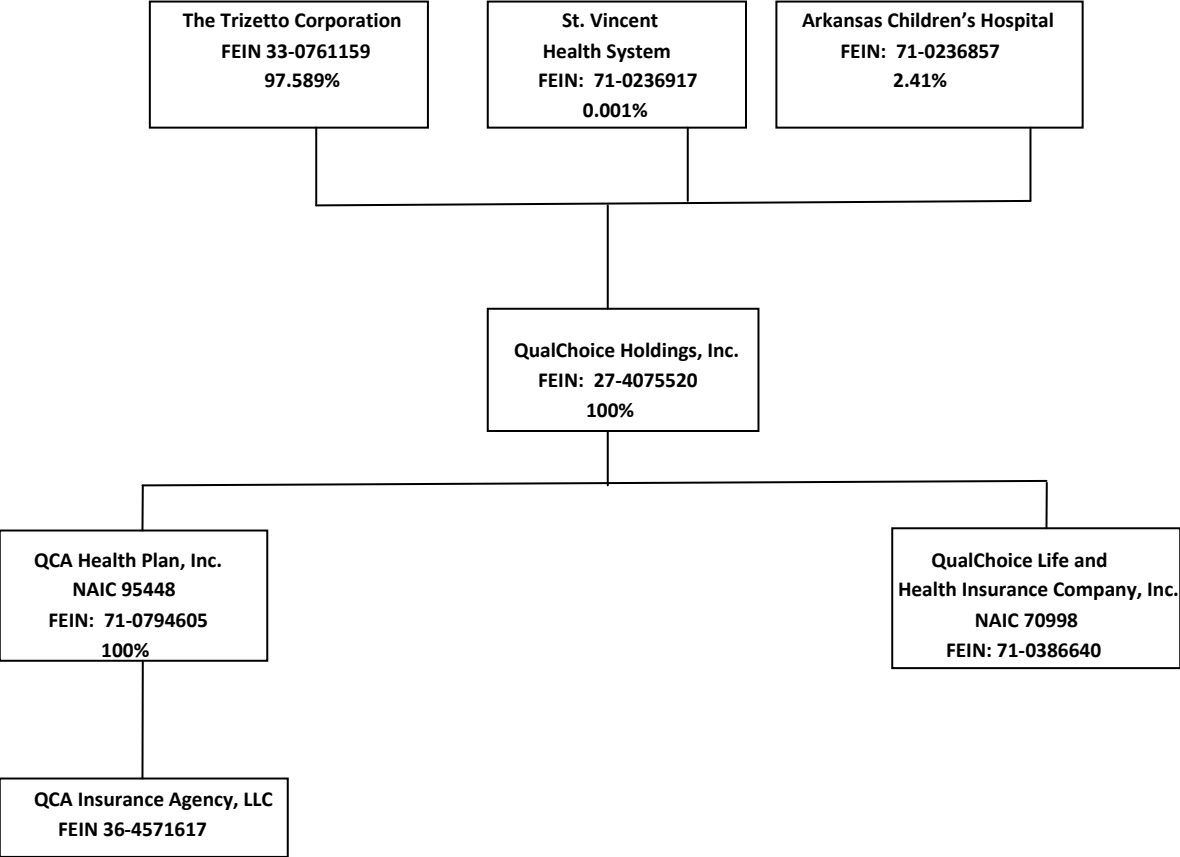 The Trizetto Corporation
FEIN 33-0761159
97.589%
St. Vincent
Health System
FEIN:  71-0236917
0.001%
Arkansas Children’s Hospital
FEIN:  71-0236857
2.41%
QualChoice Holdings, Inc.
FEIN:  27-4075520
100%
QCA Health Plan, Inc.
NAIC 95448
FEIN:  71-0794605
100%
QualChoice Life and
Health Insurance Company, Inc.
NAIC 70998
FEIN: 71-0386640
QCA Insurance Agency, LLC
FEIN 36-4571617